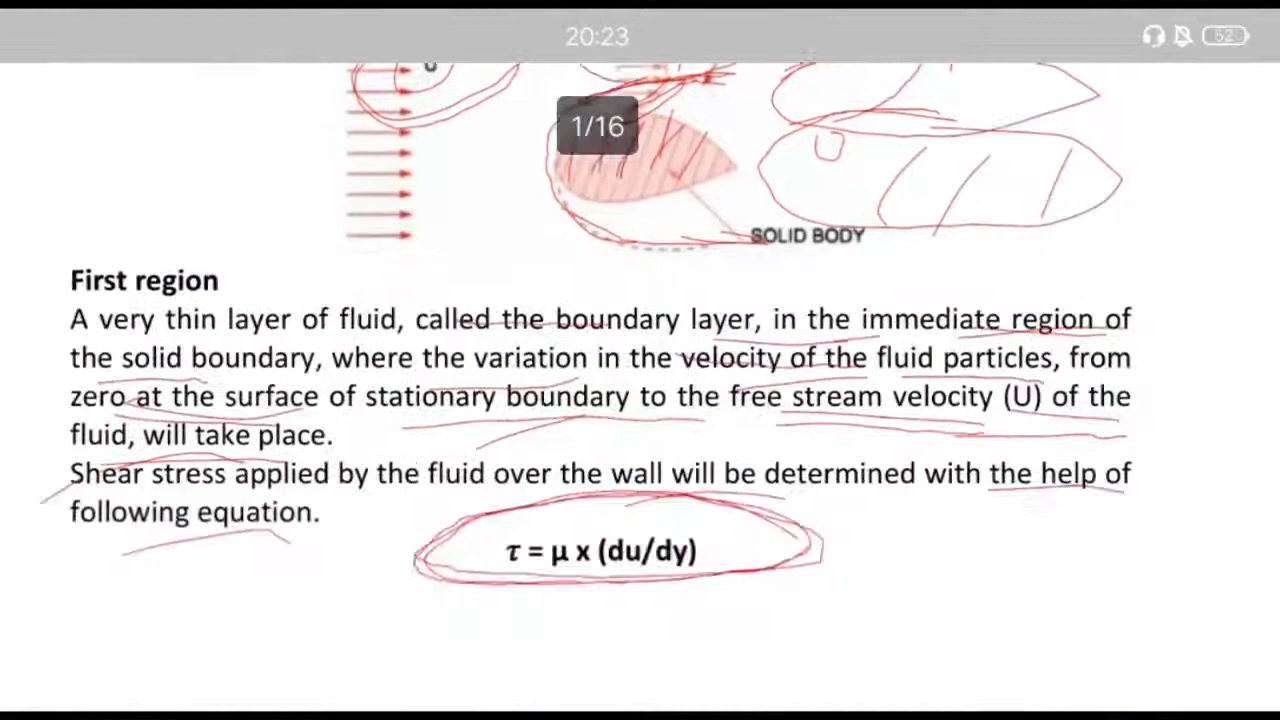 20:23
52
U
1/16
U
SOLID BODY
First region
A very thin layer of fluid, called the boundary layer, in the immediate region of
the solid boundary, where the variation in the velocity of the fluid particles, from
zero at the surface of stationary boundary to the free stream velocity (U) of the
fluid, will take place.
Shear stress applied by the fluid over the wall will be determined with the help of
following equation.
τ = µ x (du/dy)